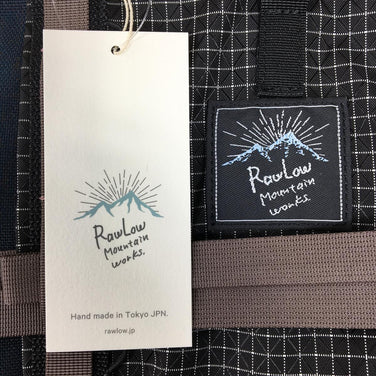 RawLow
Mountain
works.
Hand made in Tokyo JPN.
rawlow.jp
RawLow
Mountain
works.